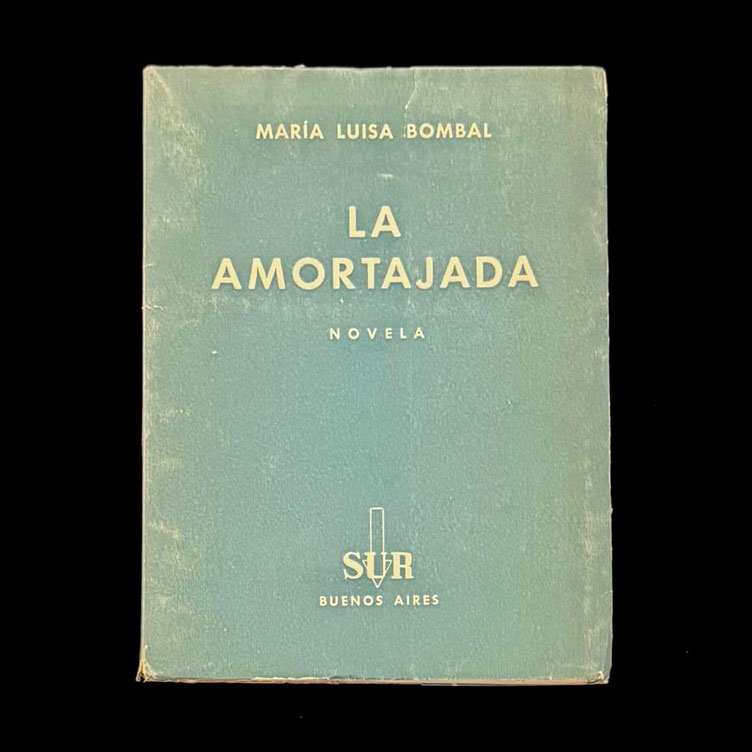 MARÍA LUISA BOMBAL
LA
AMORTAJADA
NOVELA
SUR
BUENOS AIRES